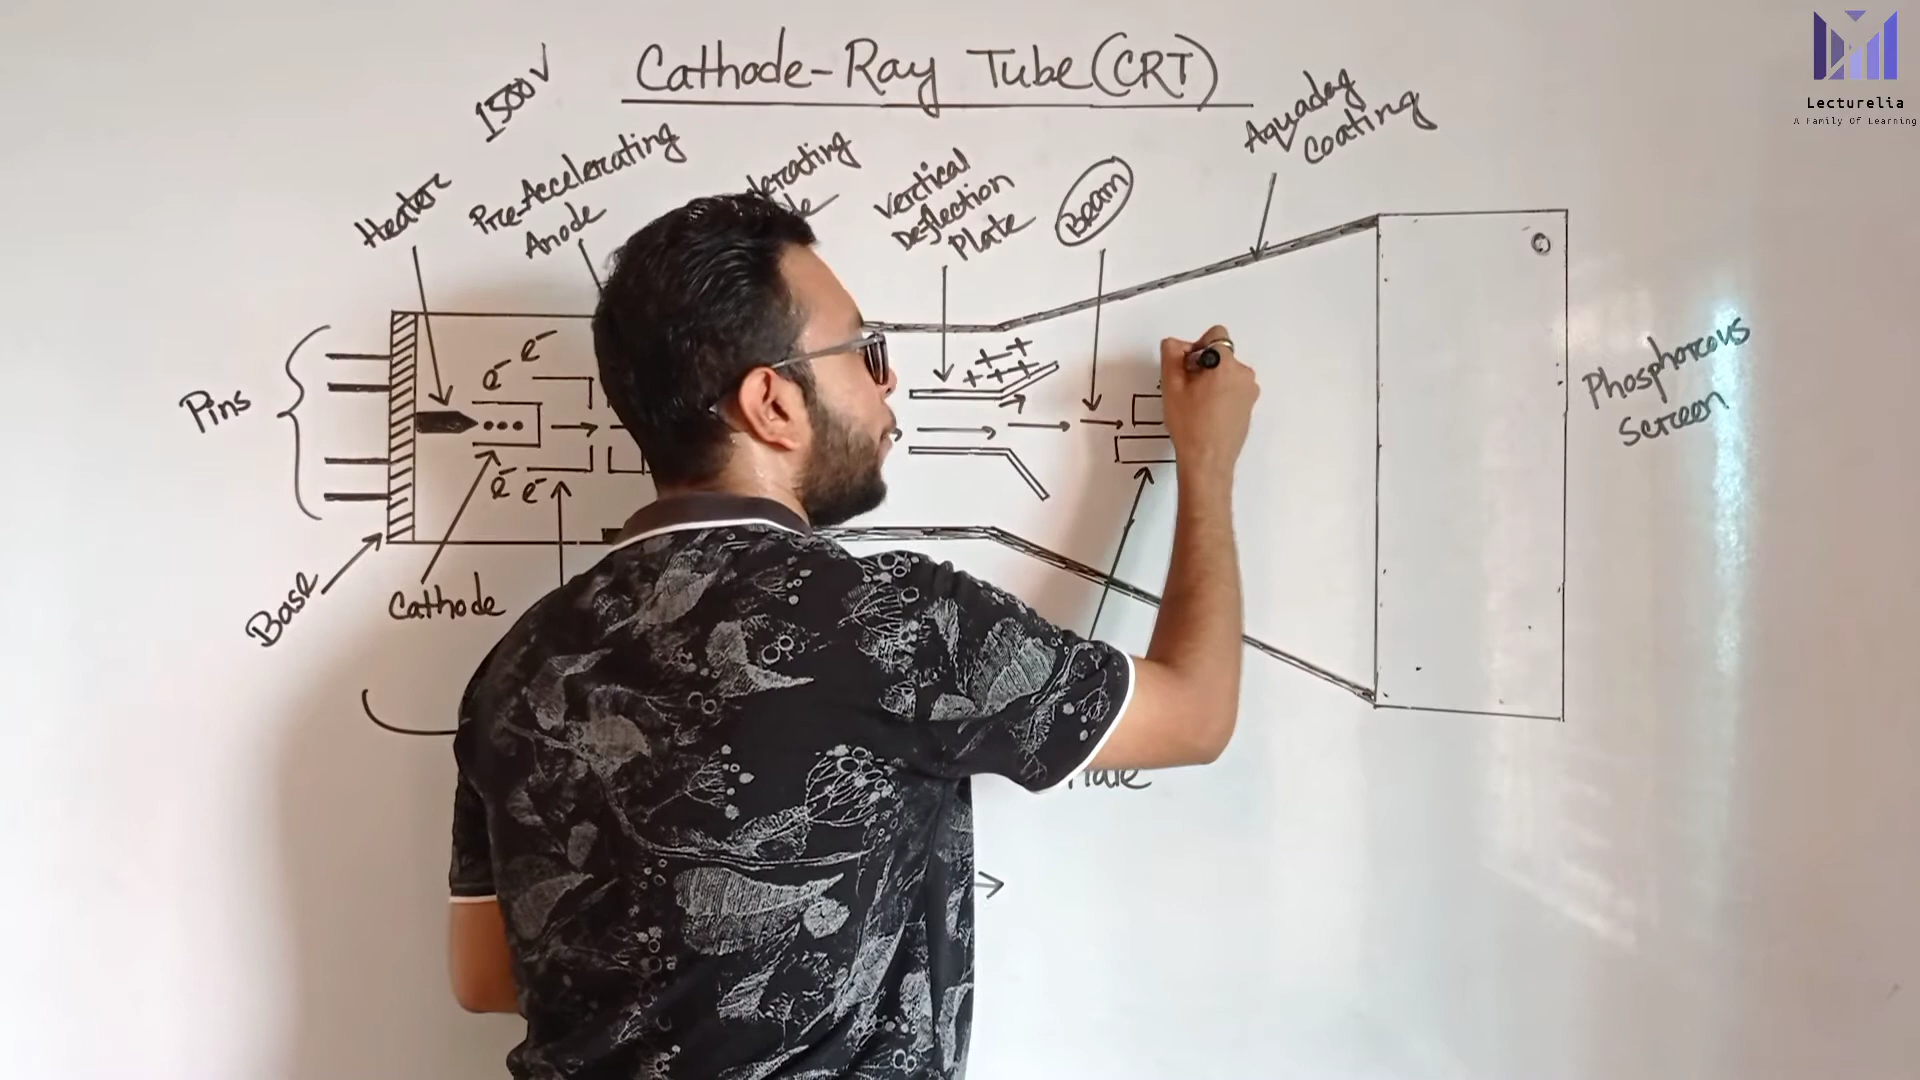 Cathode-Ray Tube (CRT)
Lecturelia
A Family Of Learning
1500V
Aquadag
Coating
Heater
Pre-Accelerating
Anode
Vertical
Deflection
Plate
Beam
Pins
e- e-
+ + +
+ + +
e- e-
Phosphorous
Screen
Base
Cathode